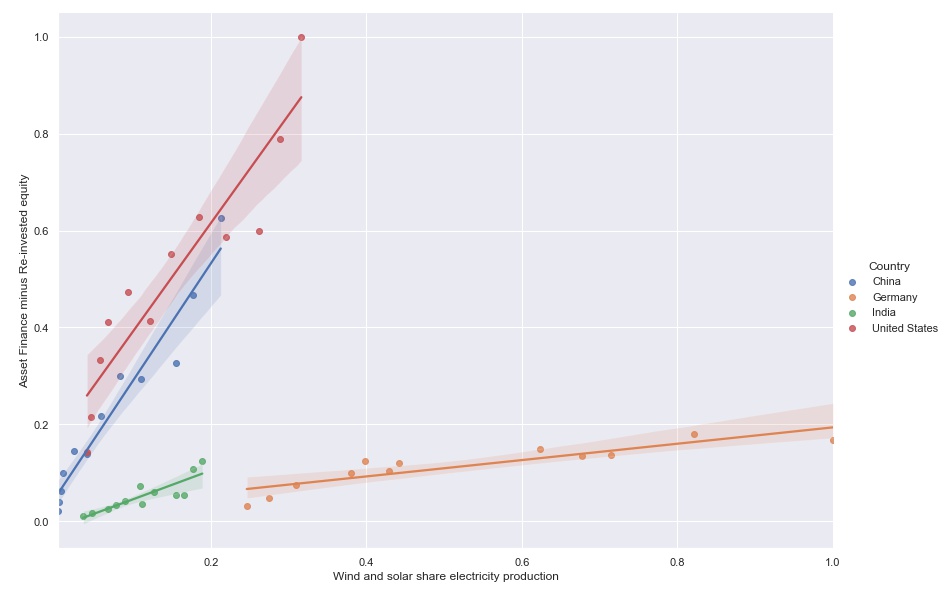 1.0
0.8
0.6
0.4
0.2
0.0
Asset Finance minus Re-invested equity
0.2 0.4 0.6 0.8 1.0
Wind and solar share electricity production
Country
China
Germany
India
United States